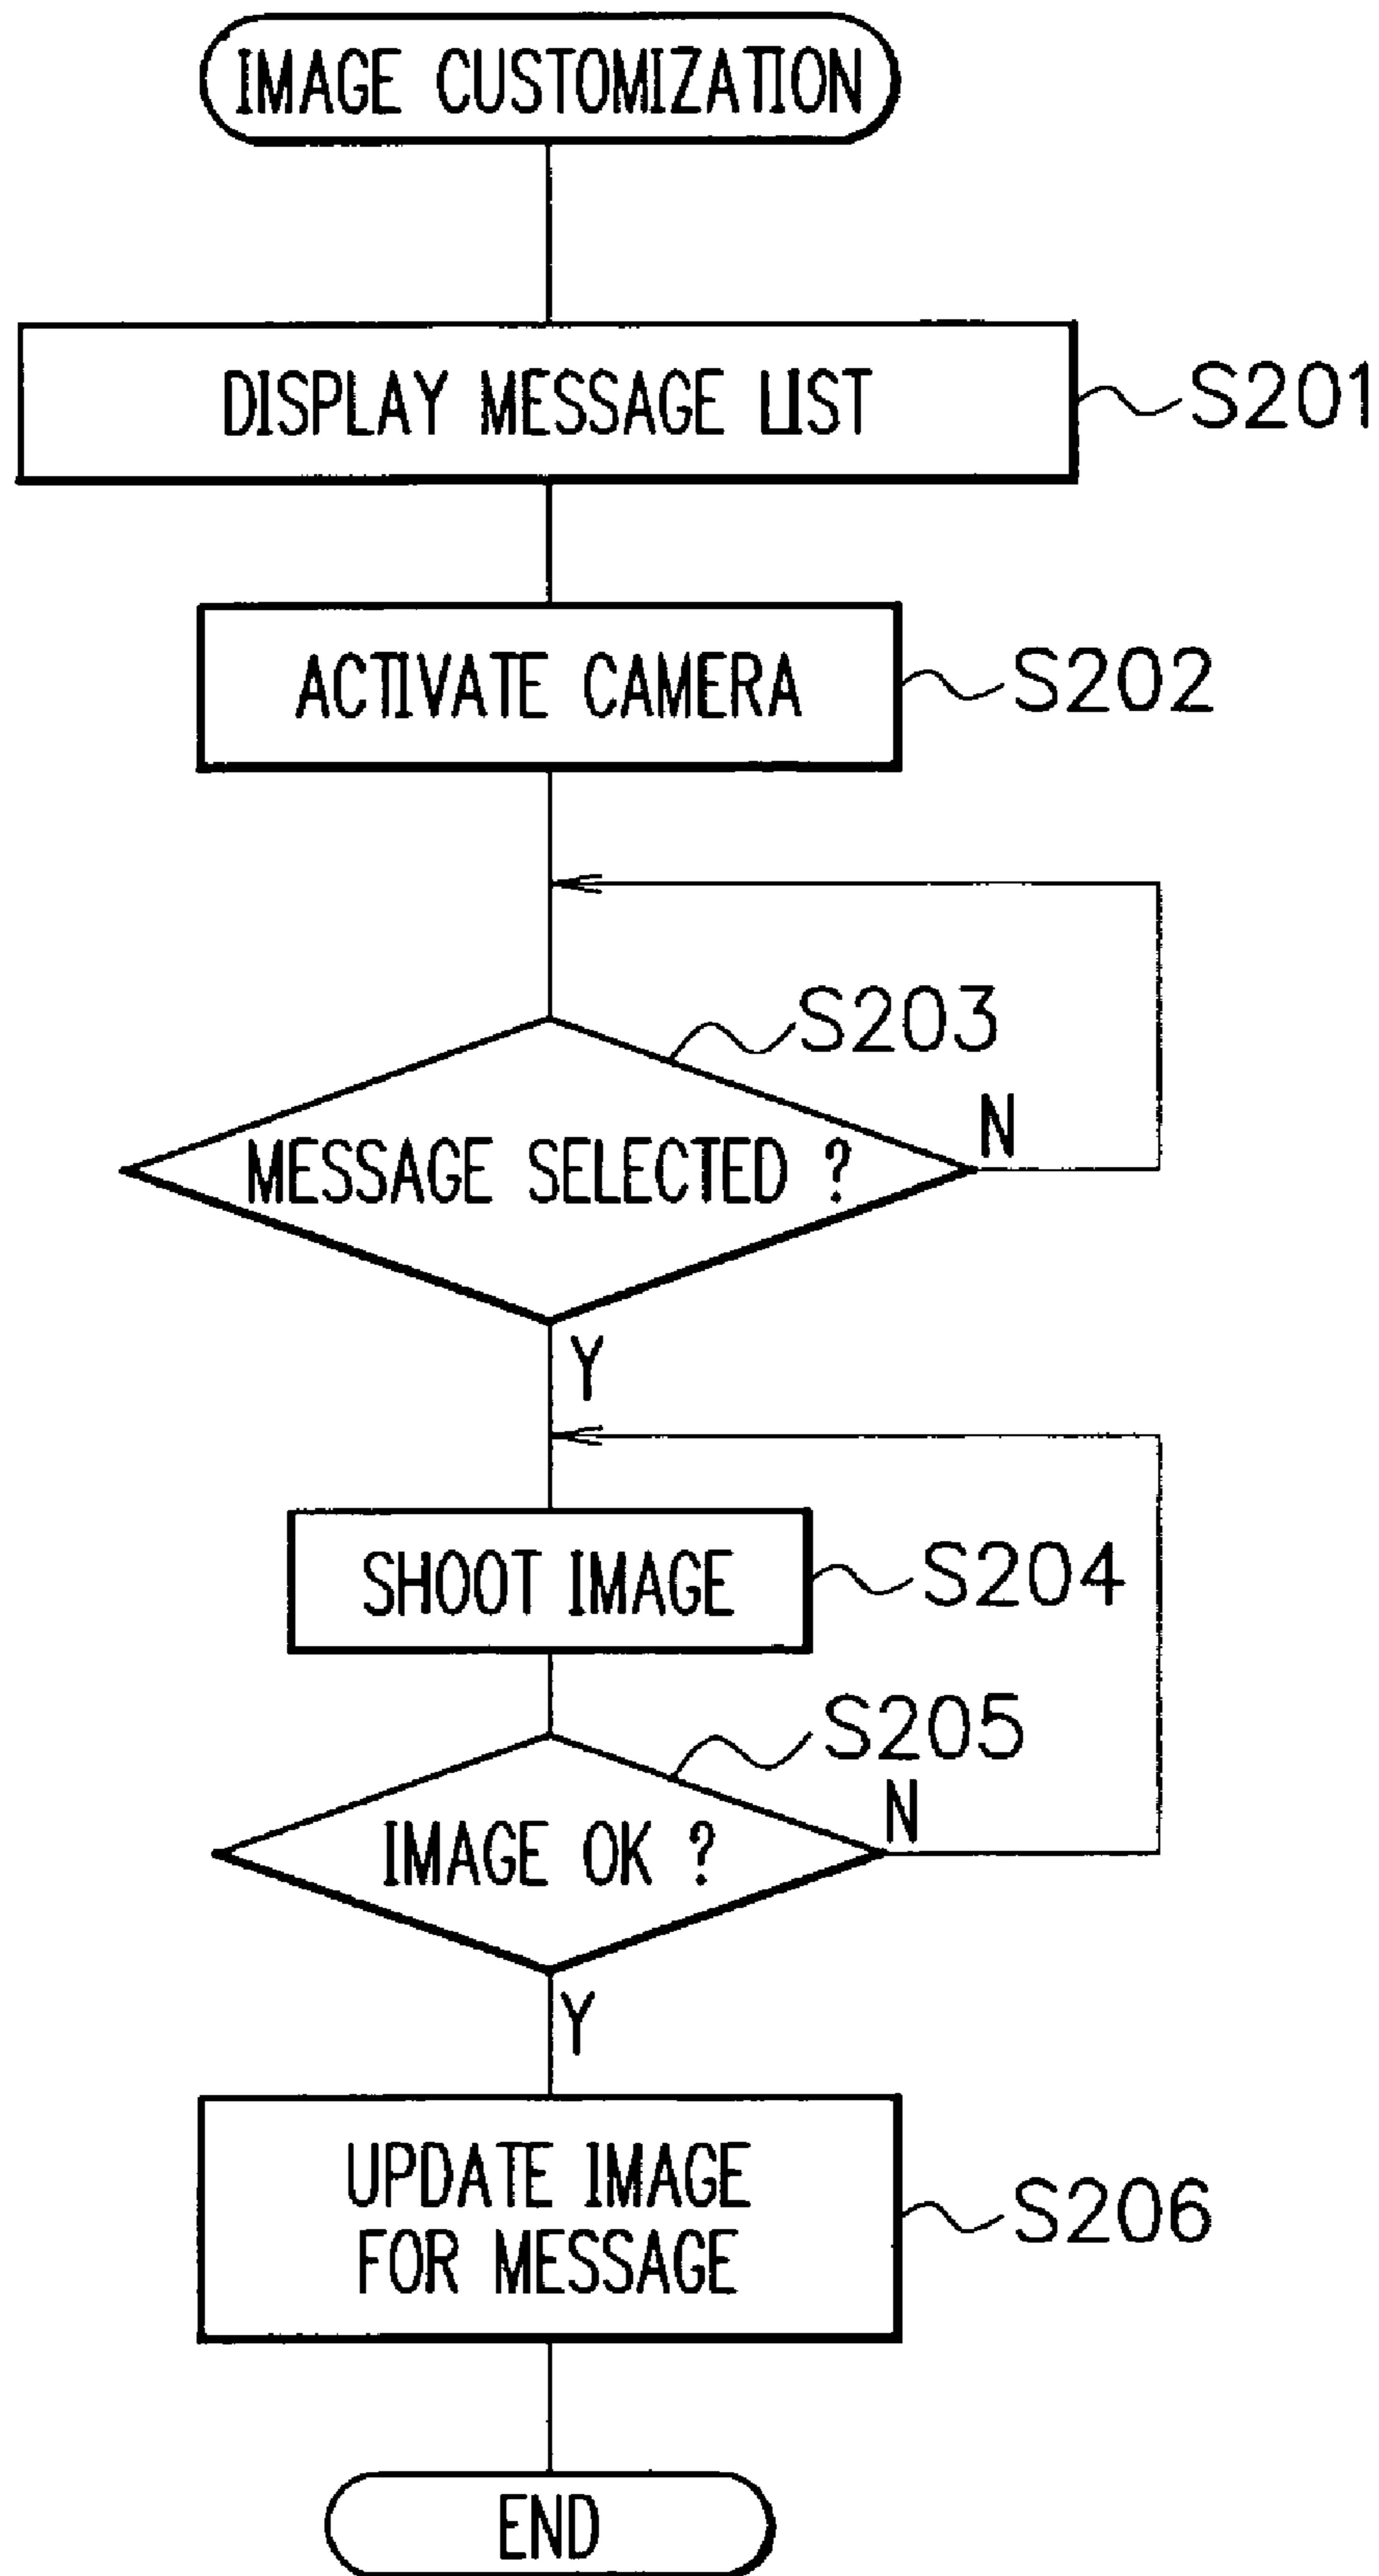 IMAGE CUSTOMIZATION
DISPLAY MESSAGE LIST
S201
ACTIVATE CAMERA
S202
S203
MESSAGE SELECTED ?
N
Y
SHOOT IMAGE
S204
S205
IMAGE OK ?
N
Y
UPDATE IMAGE
FOR MESSAGE
S206
END